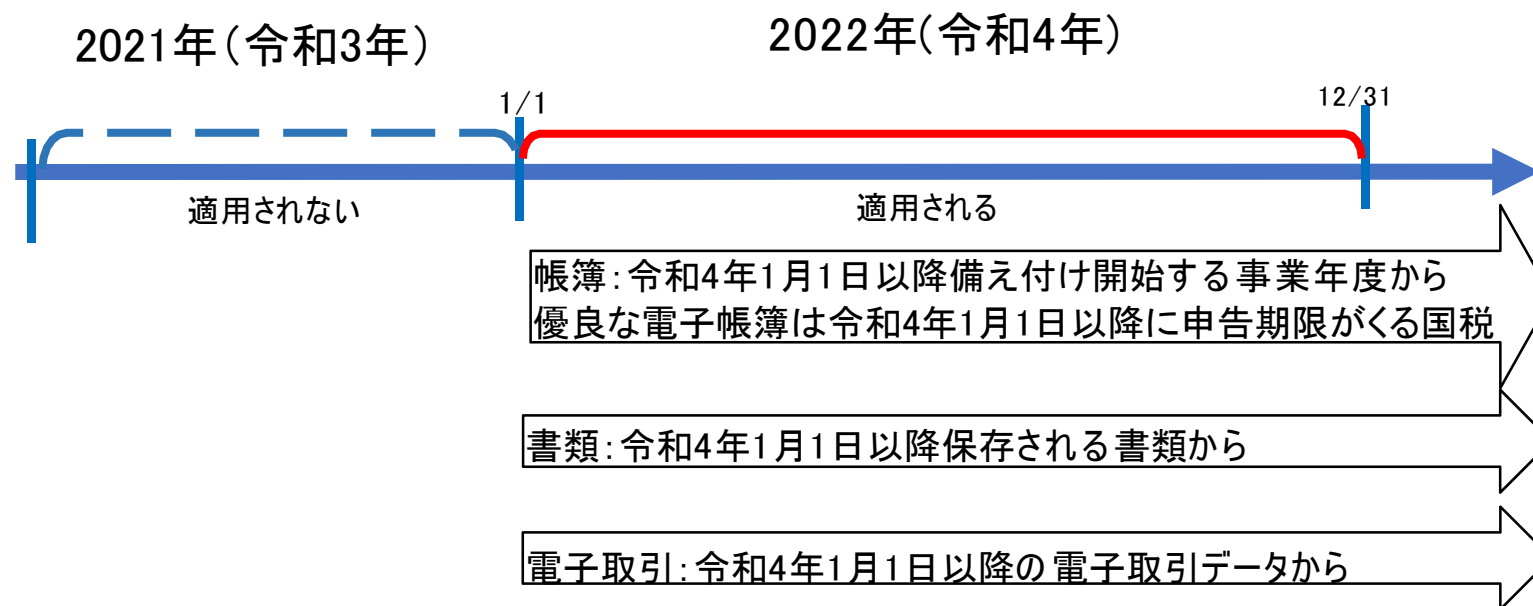 2021年(令和3年)
2022年(令和4年)
1/1
12/31
適用されない
適用される
帳簿:令和4年1月1日以降備え付け開始する事業年度から
優良な電子帳簿は令和4年1月1日以降に申告期限がくる国税
書類:令和4年1月1日以降保存される書類から
電子取引:令和4年1月1日以降の電子取引データから